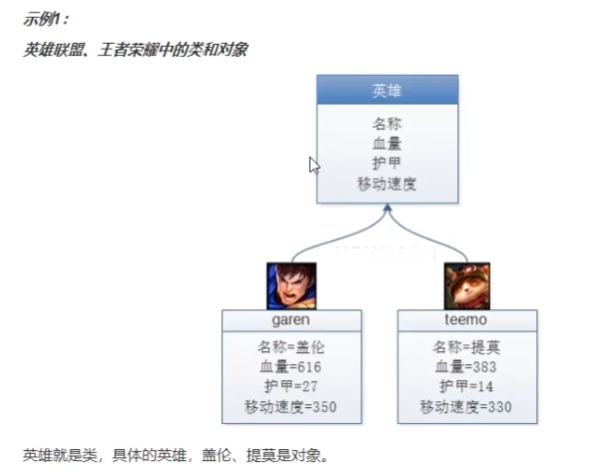 示例1：
英雄联盟、王者荣耀中的类和对象
英雄
名称
血量
护甲
移动速度
garen
名称=盖伦
血量=616
护甲=27
移动速度=350
teemo
名称=提莫
血量=383
护甲=14
移动速度=330
英雄就是类，具体的英雄，盖伦、提莫是对象。